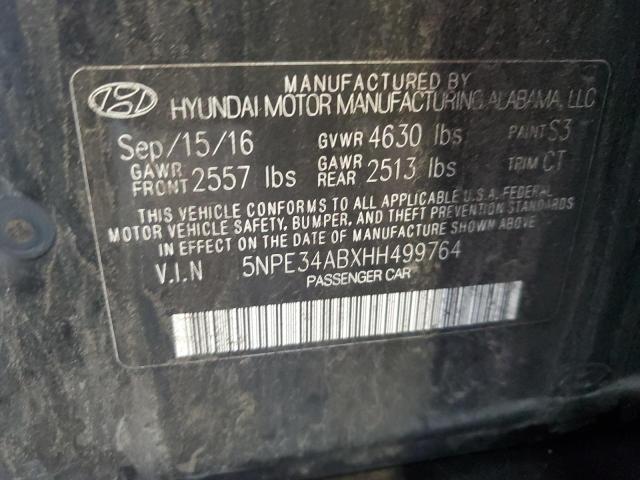 MANUFACTURED BY
HYUNDAI MOTOR MANUFACTURING ALABAMA, LLC
Sep/15/16 GVWR 4630 lbs PAINT S3
GAWR FRONT 2557 lbs GAWR REAR 2513 lbs TRIM CT
THIS VEHICLE CONFORMS TO ALL APPLICABLE U.S.A. FEDERAL
MOTOR VEHICLE SAFETY, BUMPER, AND THEFT PREVENTION STANDARDS
IN EFFECT ON THE DATE OF MANUFACTURE SHOWN ABOVE.
V.I.N 5NPE34ABXHH499764
PASSENGER CAR